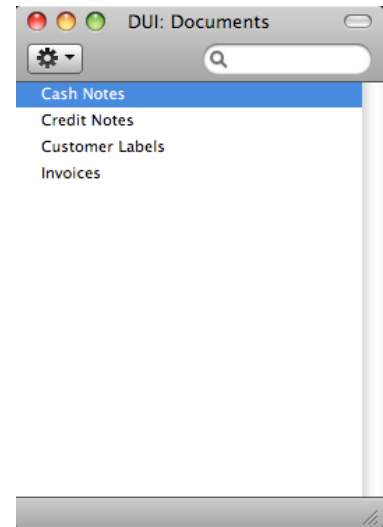 DUI: Documents
Cash Notes
Credit Notes
Customer Labels
Invoices